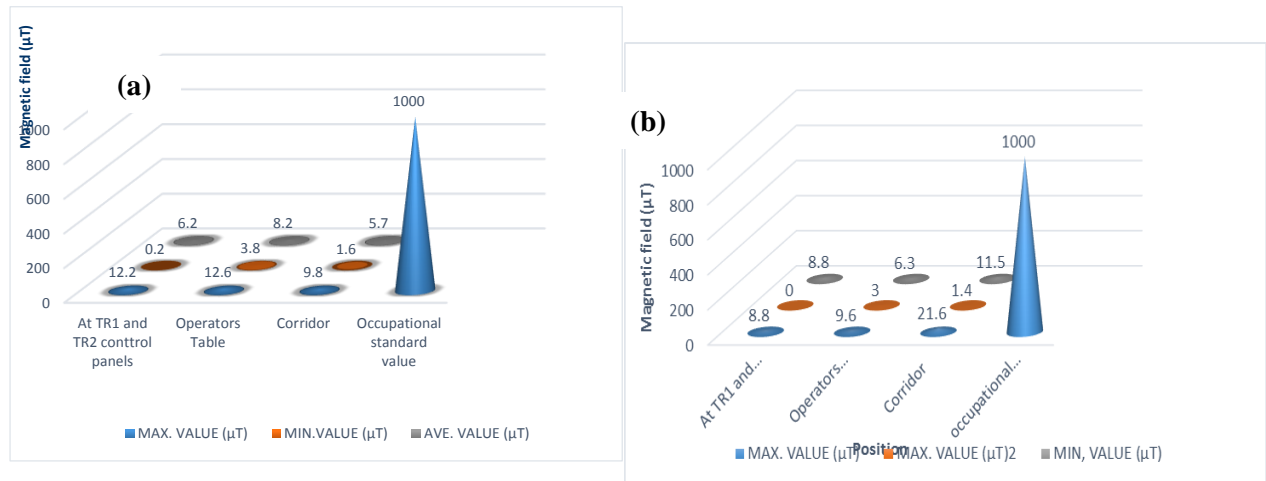 (a)
Magnetic field (μT)
1000
800
600
400
200
0
1000
6.2
8.2
5.7
0.2
3.8
1.6
12.2
12.6
9.8
At TR1 and
TR2 conttrol
panels
Operators
Table
Corridor
Occupational
standard
value
MAX. VALUE (μT)
MIN.VALUE (μT)
AVE. VALUE (μT)
(b)
Magnetic field (μT)
1000
800
600
400
200
0
1000
8.8
6.3
11.5
0
3
1.4
8.8
9.6
21.6
At TR1 and...
Operators...
Corridor
occupational...
Position
MAX. VALUE (μT)
MAX. VALUE (μT)2
MIN, VALUE (μT)